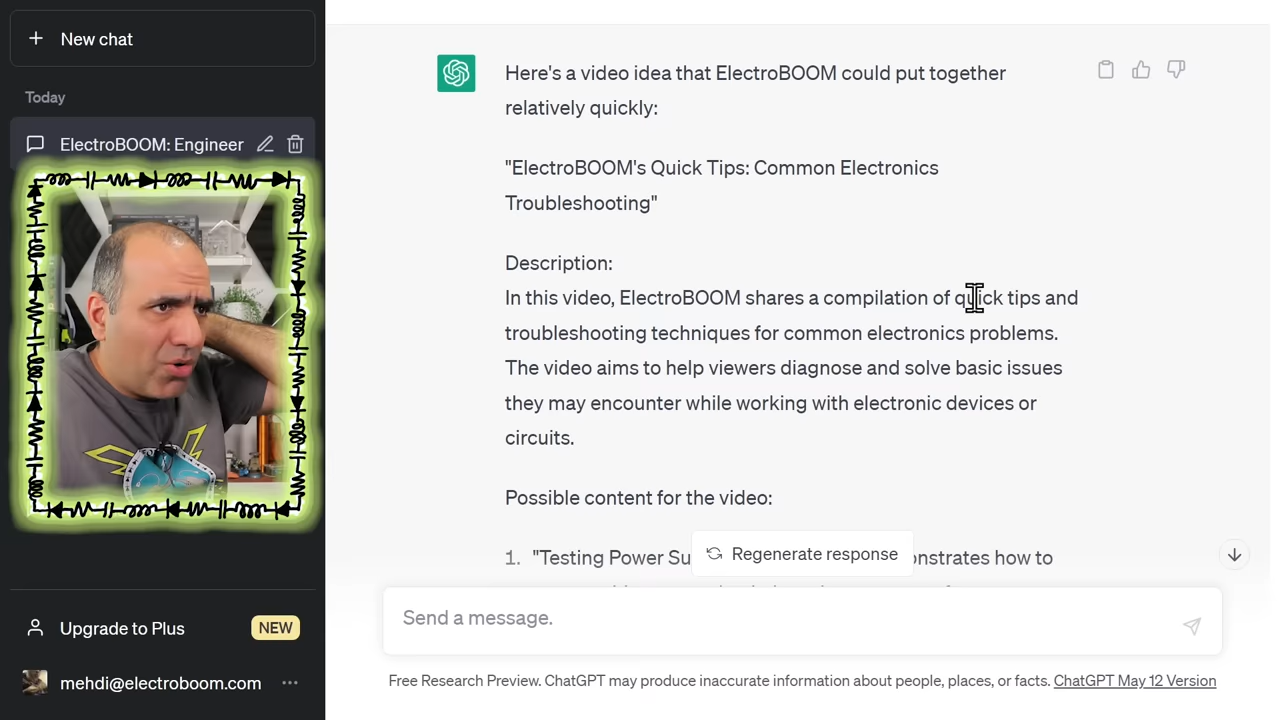 New chat
Today
ElectroBOOM: Engineer
Upgrade to Plus
NEW
mehdi@electroboom.com
Here's a video idea that ElectroBOOM could put together
relatively quickly:
"ElectroBOOM's Quick Tips: Common Electronics
Troubleshooting"
Description:
In this video, ElectroBOOM shares a compilation of quick tips and
troubleshooting techniques for common electronics problems.
The video aims to help viewers diagnose and solve basic issues
they may encounter while working with electronic devices or
circuits.
Possible content for the video:
1. "Testing Power how to
Regenerate response
Send a message.
Free Research Preview. ChatGPT may produce inaccurate information about people, places, or facts. ChatGPT May 12 Version